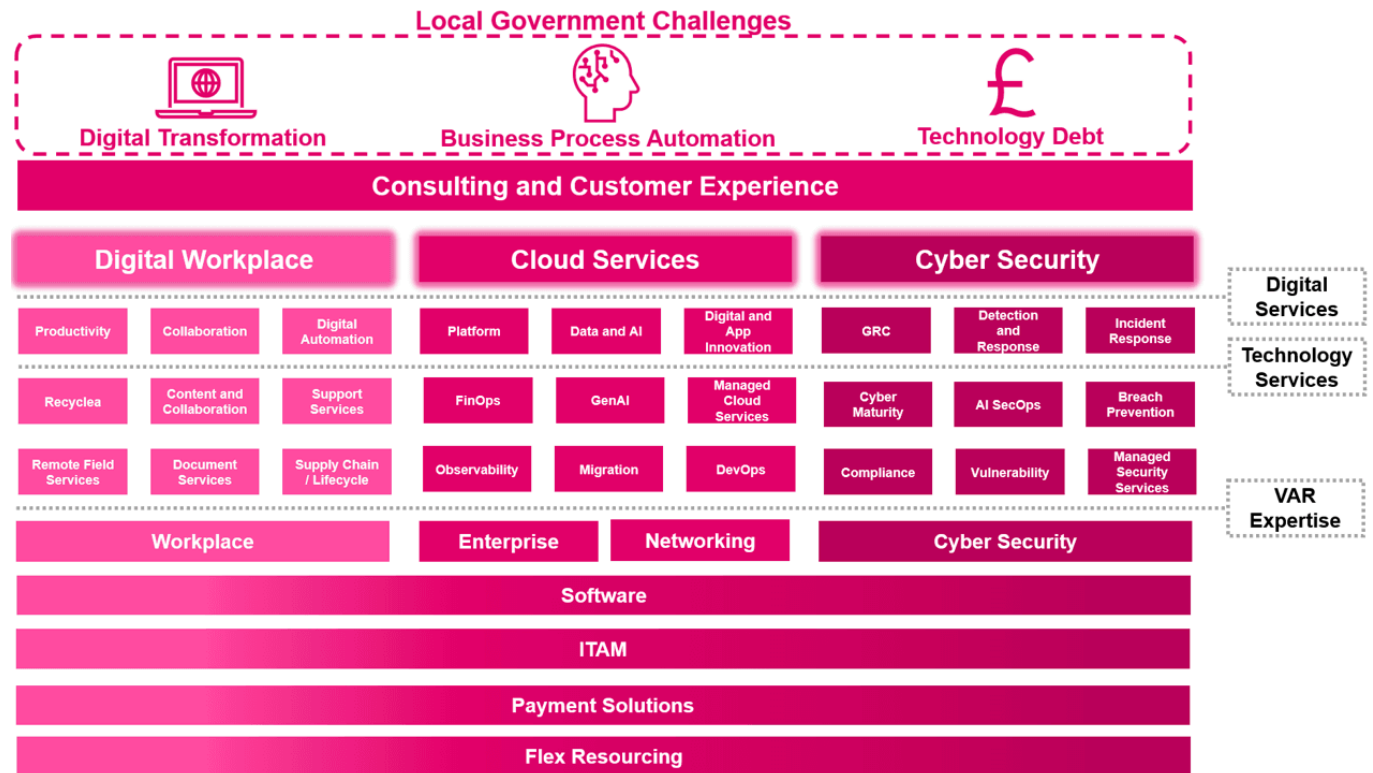 Local Government Challenges
Digital Transformation
Business Process Automation
£
Technology Debt
Consulting and Customer Experience
Digital Workplace
Cloud Services
Cyber Security
Digital
Services
Productivity
Collaboration
Digital
Automation
Platform
Data and AI
Digital and
App
Innovation
GRC
Detection
and
Response
Incident
Response
Technology
Services
Recyclea
Content and
Collaboration
Support
Services
FinOps
GenAI
Managed
Cloud
Services
Cyber
Maturity
AI SecOps
Breach
Prevention
Remote Field
Services
Document
Services
Supply Chain
/ Lifecycle
Observability
Migration
DevOps
Compliance
Vulnerability
Managed
Security
Services
VAR
Expertise
Workplace
Enterprise
Networking
Cyber Security
Software
ITAM
Payment Solutions
Flex Resourcing